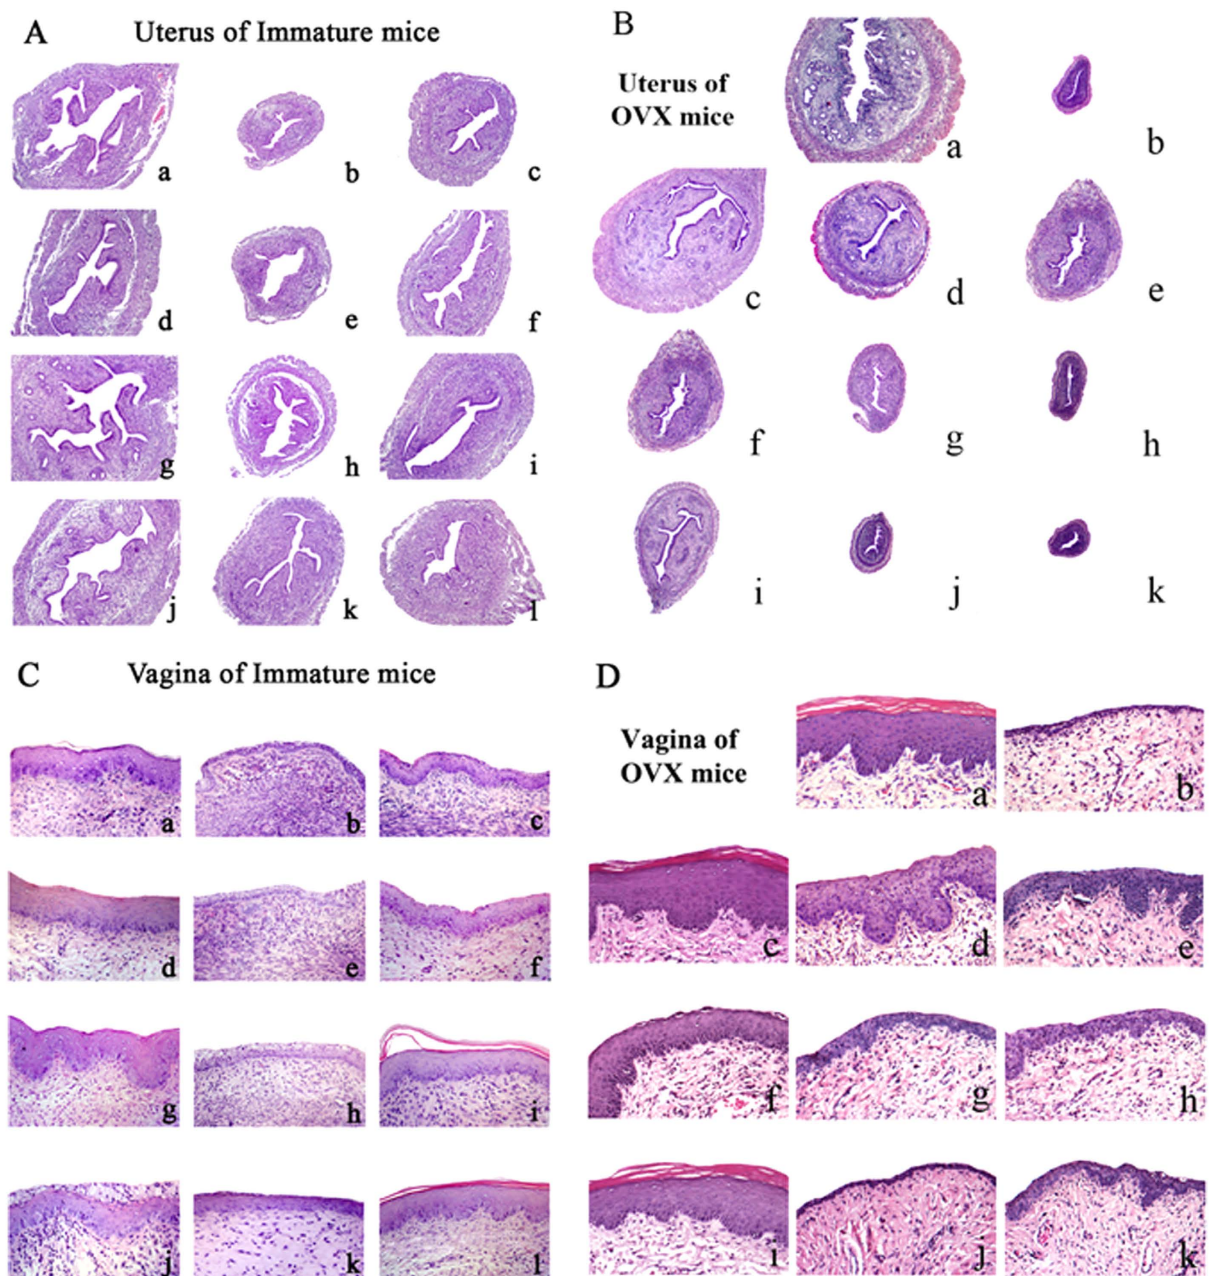 A Uterus of Immature mice
a b c
d e f
g h i
j k l
B
Uterus of
OVX mice
a b
c d e
f g h
i j k
C Vagina of Immature mice
a b c
d e f
g h i
j k l
D
Vagina of
OVX mice
a b
c d e
f g h
i j k